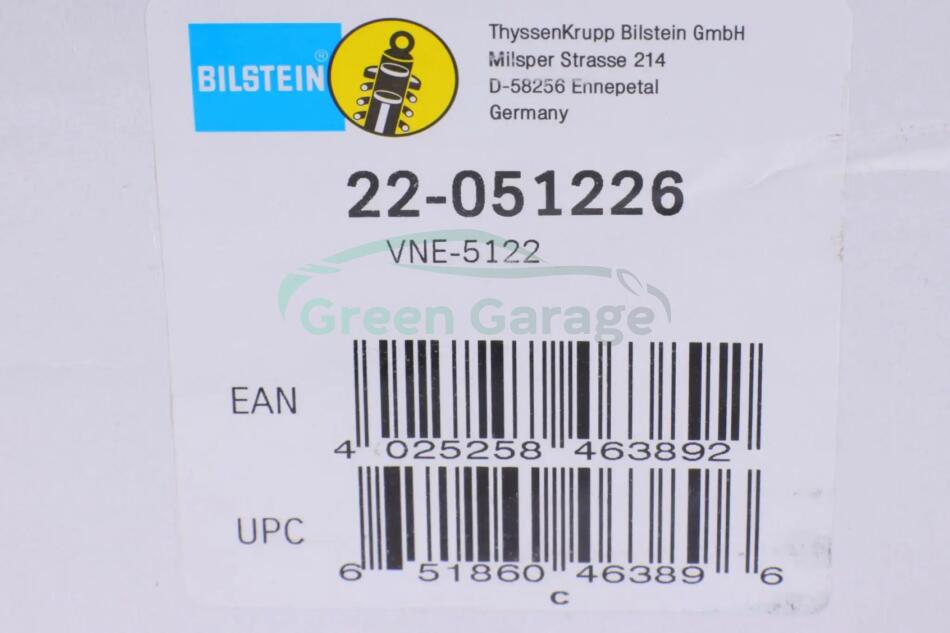 BILSTEIN®
ThyssenKrupp Bilstein GmbH
Milsper Strasse 214
D-58256 Ennepetal
Germany
22-051226
VNE-5122
Green Garage
EAN
4 025258 463892
UPC
6 51860 46389 6
C